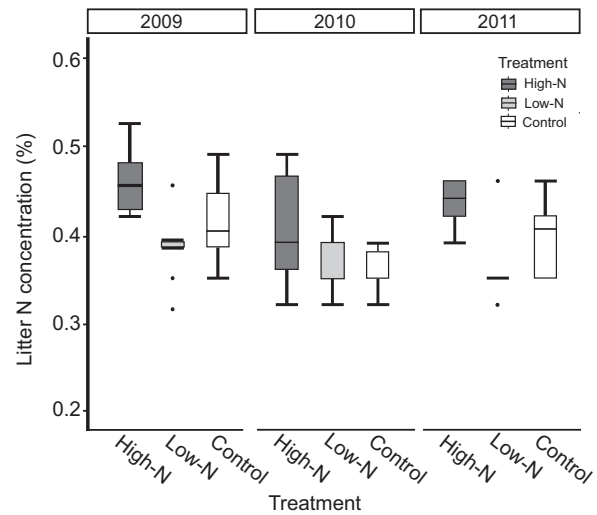 2009 2010 2011
Treatment
High-N
Low-N
Control
Litter N concentration (%)
0.6
0.5
0.4
0.3
0.2
High-N Low-N Control High-N Low-N Control High-N Low-N Control
Treatment